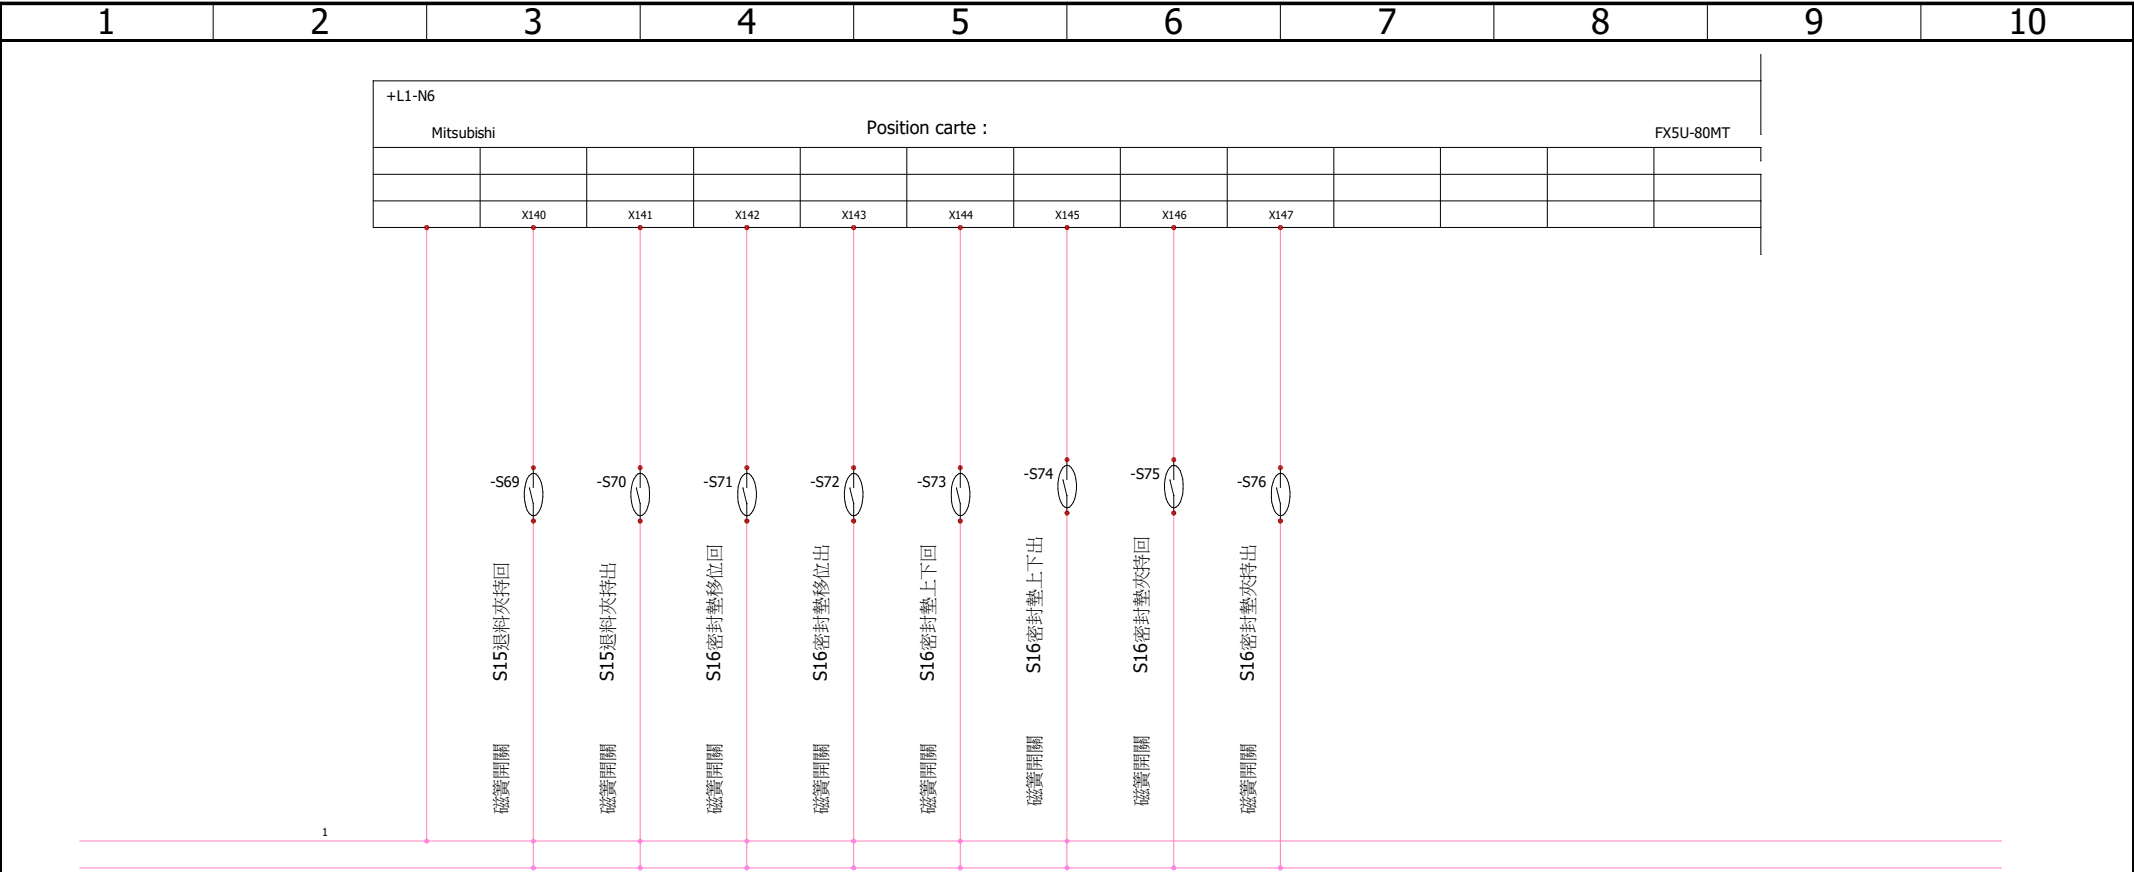 1 2 3 4 5 6 7 8 9 10
+L1-N6
Mitsubishi Position carte : FX5U-80MT
X140 X141 X142 X143 X144 X145 X146 X147
-S69 -S70 -S71 -S72 -S73 -S74 -S75 -S76
S15退料夾持回
S15退料夾持出
S16密封墊移位回
S16密封墊移位出
S16密封墊上下回
S16密封墊上下出
S16密封墊夾持回
S16密封墊夾持出
磁簧開關
磁簧開關
磁簧開關
磁簧開關
磁簧開關
磁簧開關
磁簧開關
磁簧開關
1